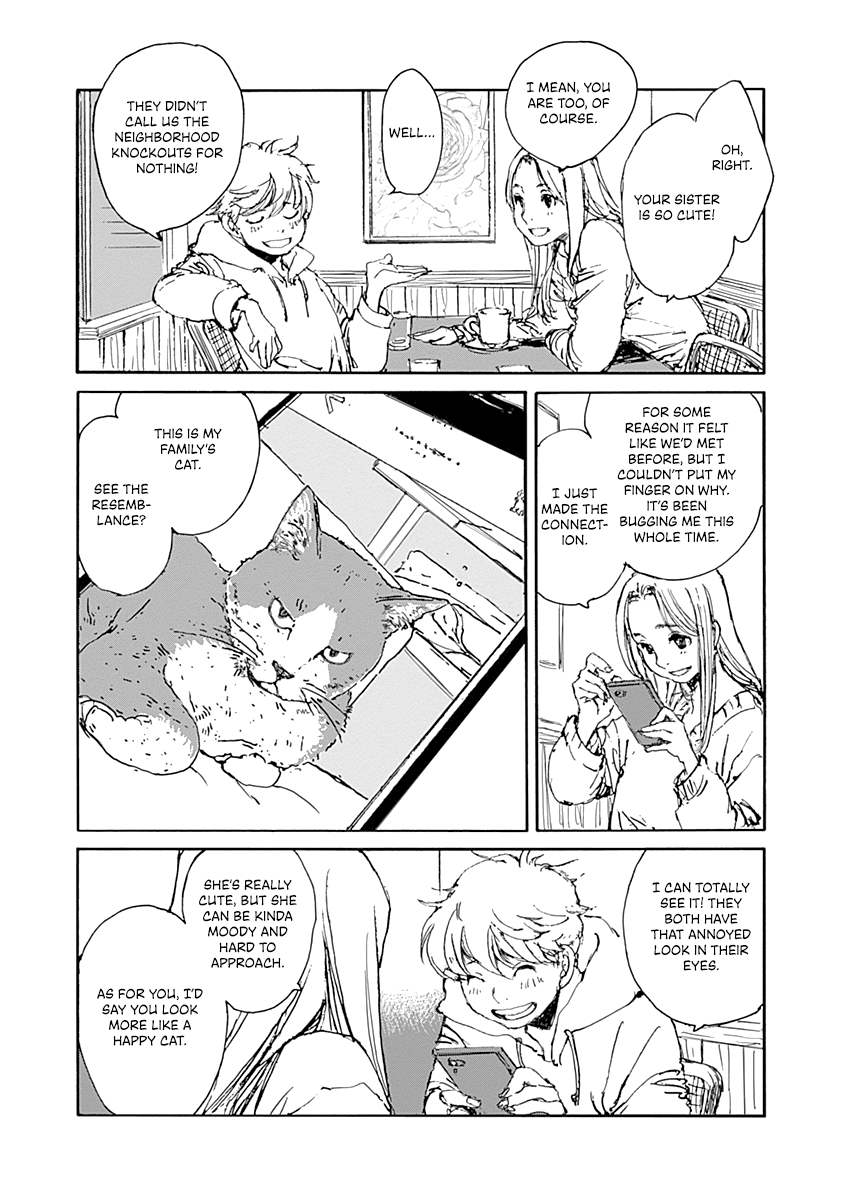 OH,
RIGHT.
YOUR SISTER
IS SO CUTE!
I MEAN, YOU
ARE TOO, OF
COURSE.
WELL...
THEY DIDN'T
CALL US THE
NEIGHBORHOOD
KNOCKOUTS FOR
NOTHING!
FOR SOME
REASON IT FELT
LIKE WE'D MET
BEFORE, BUT I
COULDN'T PUT MY
FINGER ON WHY.
IT'S BEEN
BUGGING ME THIS
WHOLE TIME.
I JUST
MADE THE
CONNECT-
ION.
THIS IS MY
FAMILY'S
CAT.
SEE THE
RESEMB-
LANCE?
I CAN TOTALLY
SEE IT! THEY
BOTH HAVE
THAT ANNOYED
LOOK IN THEIR
EYES.
SHE'S REALLY
CUTE, BUT SHE
CAN BE KINDA
MOODY AND
HARD TO
APPROACH.
AS FOR YOU, I'D
SAY YOU LOOK
MORE LIKE A
HAPPY CAT.